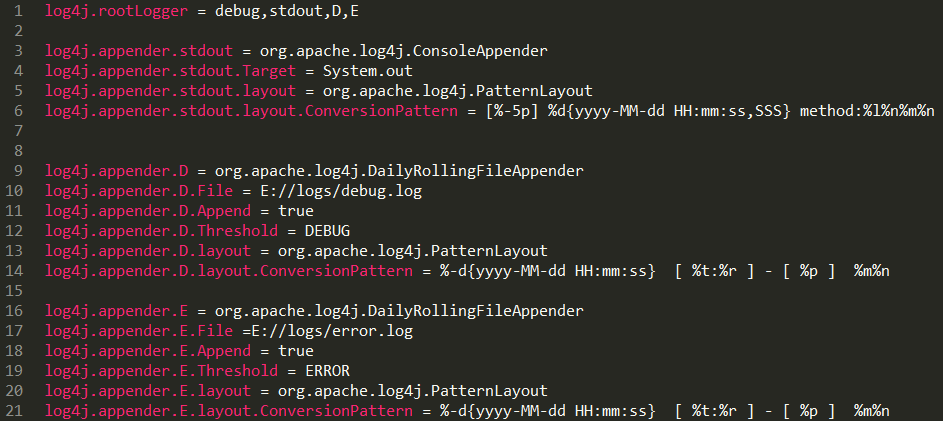 1 log4j.rootLogger = debug,stdout,D,E
2
3 log4j.appender.stdout = org.apache.log4j.ConsoleAppender
4 log4j.appender.stdout.Target = System.out
5 log4j.appender.stdout.layout = org.apache.log4j.PatternLayout
6 log4j.appender.stdout.layout.ConversionPattern = [%-5p] %d{yyyy-MM-dd HH:mm:ss,SSS} method:%l%n%m%n
7
8
9 log4j.appender.D = org.apache.log4j.DailyRollingFileAppender
10 log4j.appender.D.File = E://logs/debug.log
11 log4j.appender.D.Append = true
12 log4j.appender.D.Threshold = DEBUG
13 log4j.appender.D.layout = org.apache.log4j.PatternLayout
14 log4j.appender.D.layout.ConversionPattern = %-d{yyyy-MM-dd HH:mm:ss}  [ %t:%r ] - [ %p ]  %m%n
15
16 log4j.appender.E = org.apache.log4j.DailyRollingFileAppender
17 log4j.appender.E.File =E://logs/error.log
18 log4j.appender.E.Append = true
19 log4j.appender.E.Threshold = ERROR
20 log4j.appender.E.layout = org.apache.log4j.PatternLayout
21 log4j.appender.E.layout.ConversionPattern = %-d{yyyy-MM-dd HH:mm:ss}  [ %t:%r ] - [ %p ]  %m%n